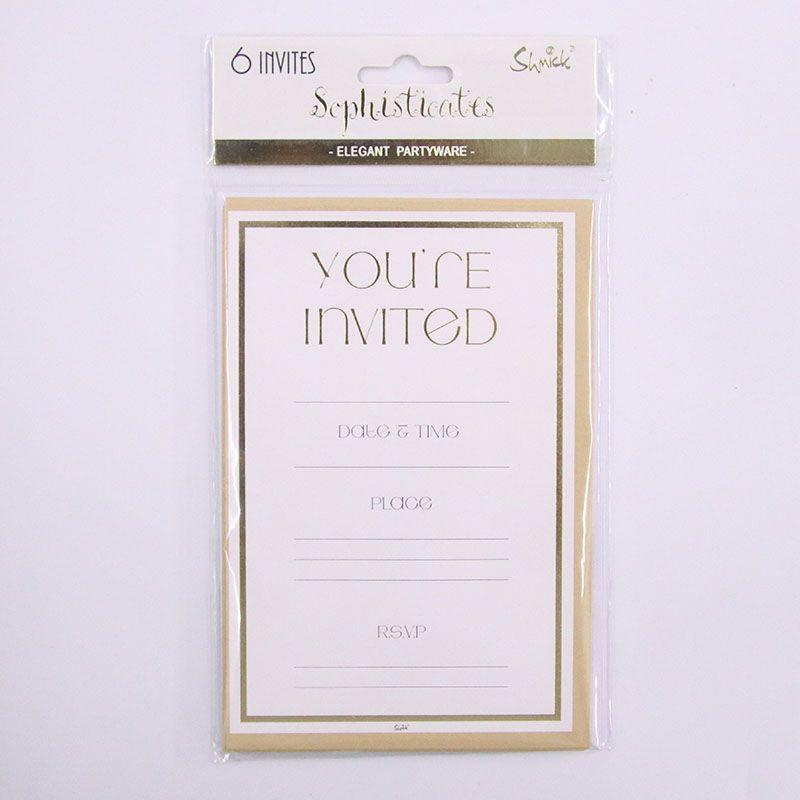 6 INVITES
Shmick
Sophisticates
- ELEGANT PARTYWARE -
YOU'RE
INVITED
DATE & TIME
PLACE
R.S.V.P
Shmick